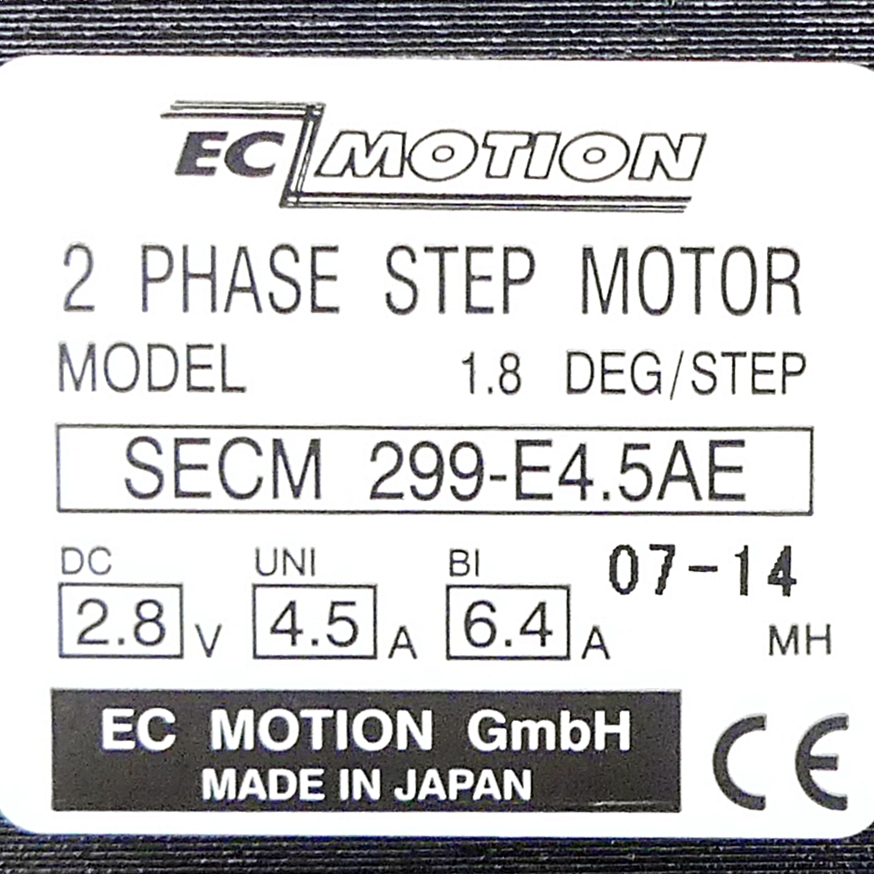 EC MOTION
2 PHASE STEP MOTOR
MODEL 1.8 DEG/STEP
SECM 299-E4.5AE
DC UNI BI 07-14
2.8 V 4.5 A 6.4 A MH
EC MOTION GmbH
MADE IN JAPAN
CE